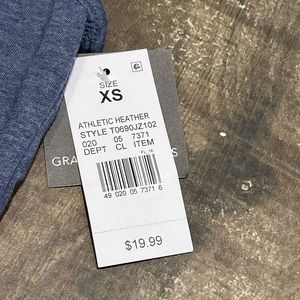 SIZE
XS
ATHLETIC HEATHER
STYLE T0690JZ102
020 05 7371
DEPT CL ITEM
49 020 05 7371 6
$19.99
GRA
S